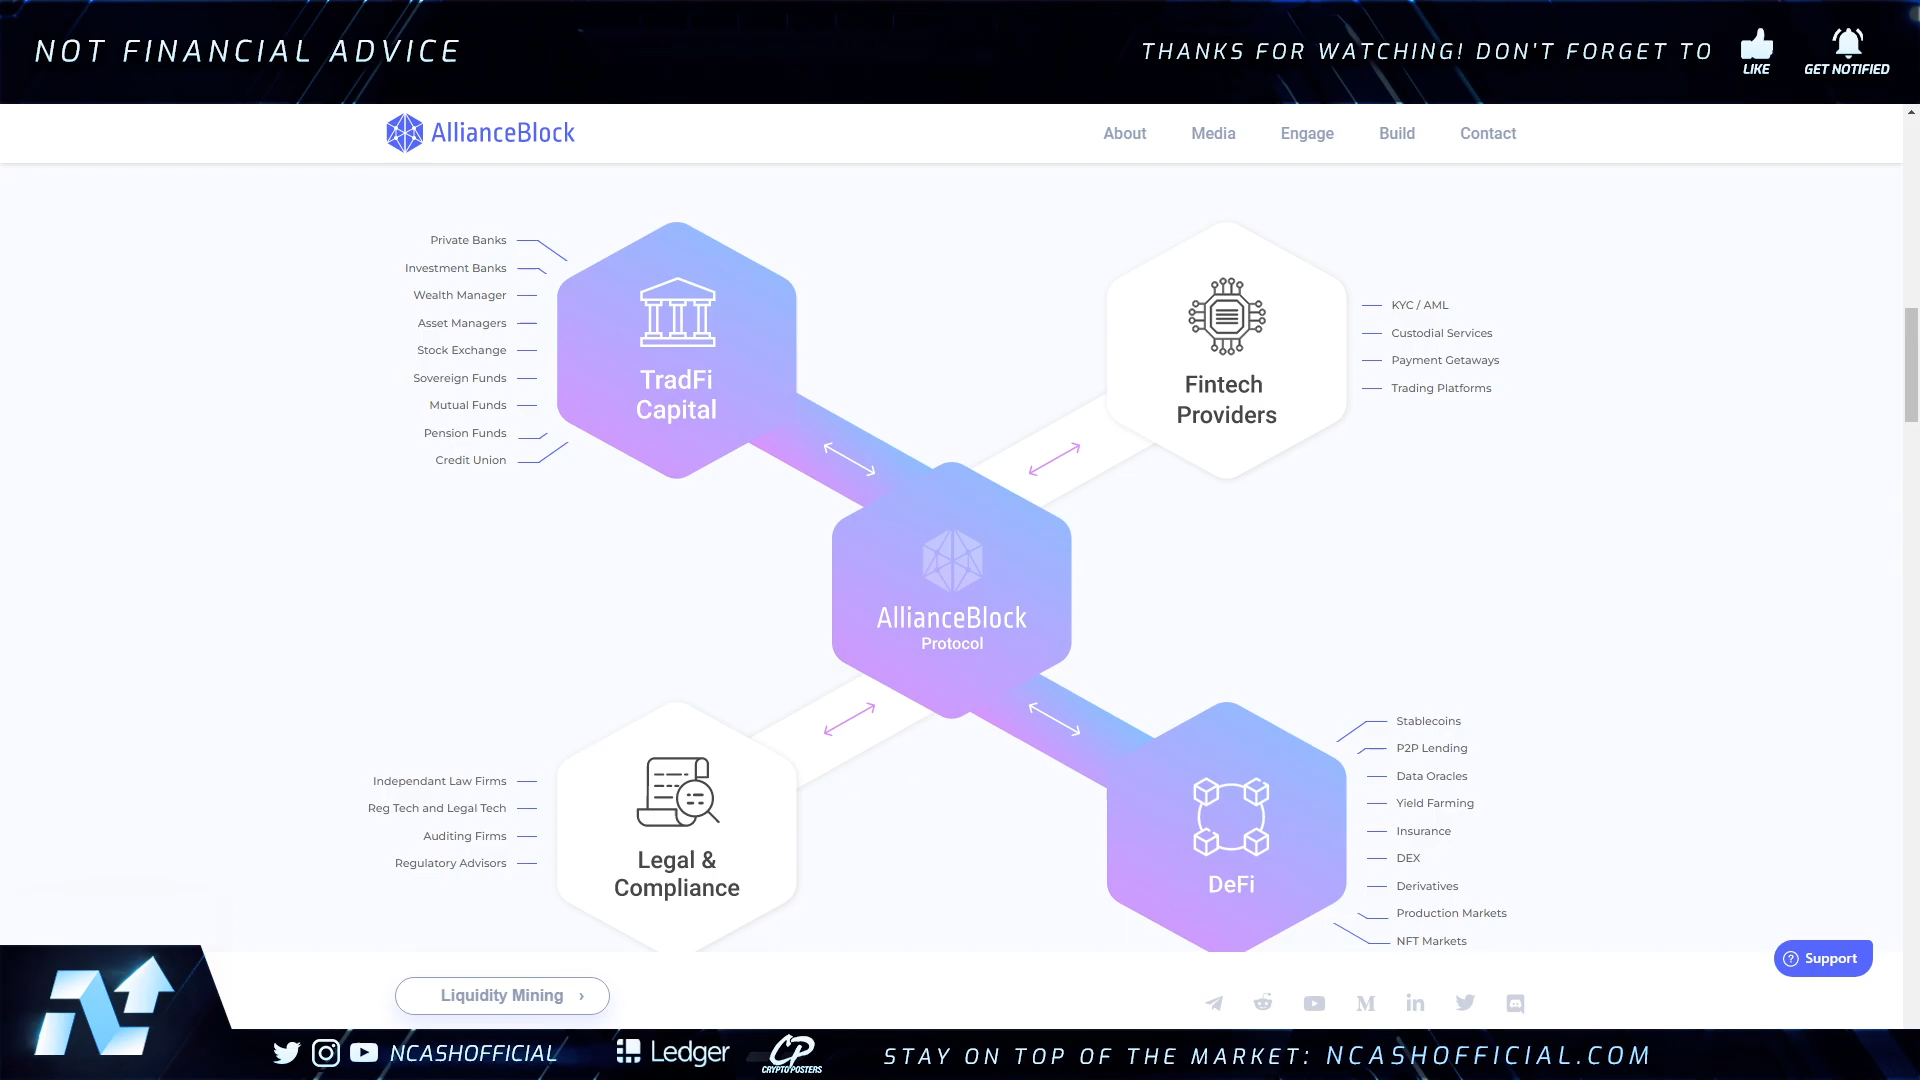 NOT FINANCIAL ADVICE
THANKS FOR WATCHING! DON'T FORGET TO
LIKE
GET NOTIFIED
AllianceBlock
About
Media
Engage
Build
Contact
Private Banks
Investment Banks
Wealth Manager
Asset Managers
Stock Exchange
Sovereign Funds
Mutual Funds
Pension Funds
Credit Union
TradFi
Capital
Fintech
Providers
KYC / AML
Custodial Services
Payment Getaways
Trading Platforms
AllianceBlock
Protocol
Independant Law Firms
Reg Tech and Legal Tech
Auditing Firms
Regulatory Advisors
Legal &
Compliance
DeFi
Stablecoins
P2P Lending
Data Oracles
Yield Farming
Insurance
DEX
Derivatives
Production Markets
NFT Markets
Support
Liquidity Mining ›
NCASHOFFICIAL
Ledger
CP
CRYPTOPOSTERS
STAY ON TOP OF THE MARKET: NCASHOFFICIAL.COM